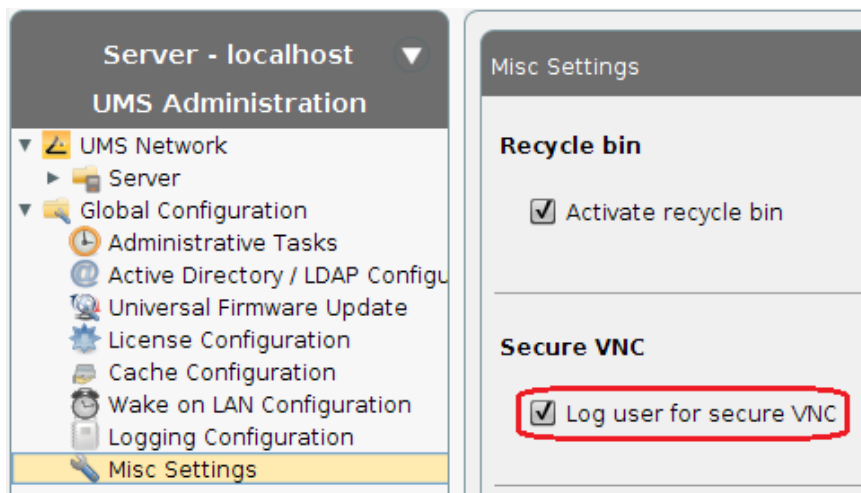 Server - localhost
UMS Administration
UMS Network
Server
Global Configuration
Administrative Tasks
Active Directory / LDAP Configu
Universal Firmware Update
License Configuration
Cache Configuration
Wake on LAN Configuration
Logging Configuration
Misc Settings
Misc Settings
Recycle bin
Activate recycle bin
Secure VNC
Log user for secure VNC